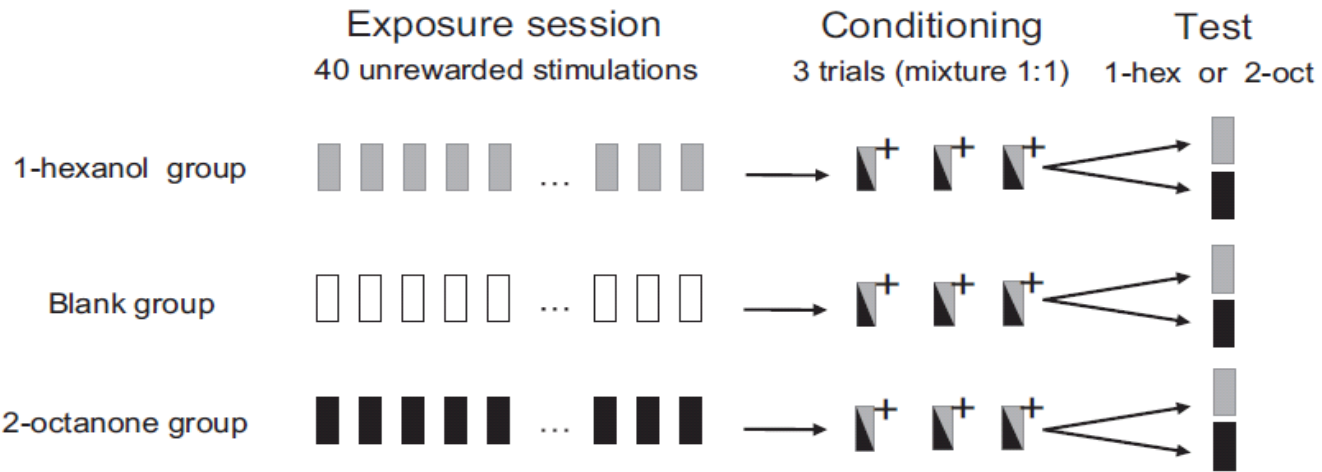 Exposure session
40 unrewarded stimulations
Conditioning
3 trials (mixture 1:1)
Test
1-hex or 2-oct
1-hexanol group
... + + +
Blank group
... + + +
2-octanone group
... + + +